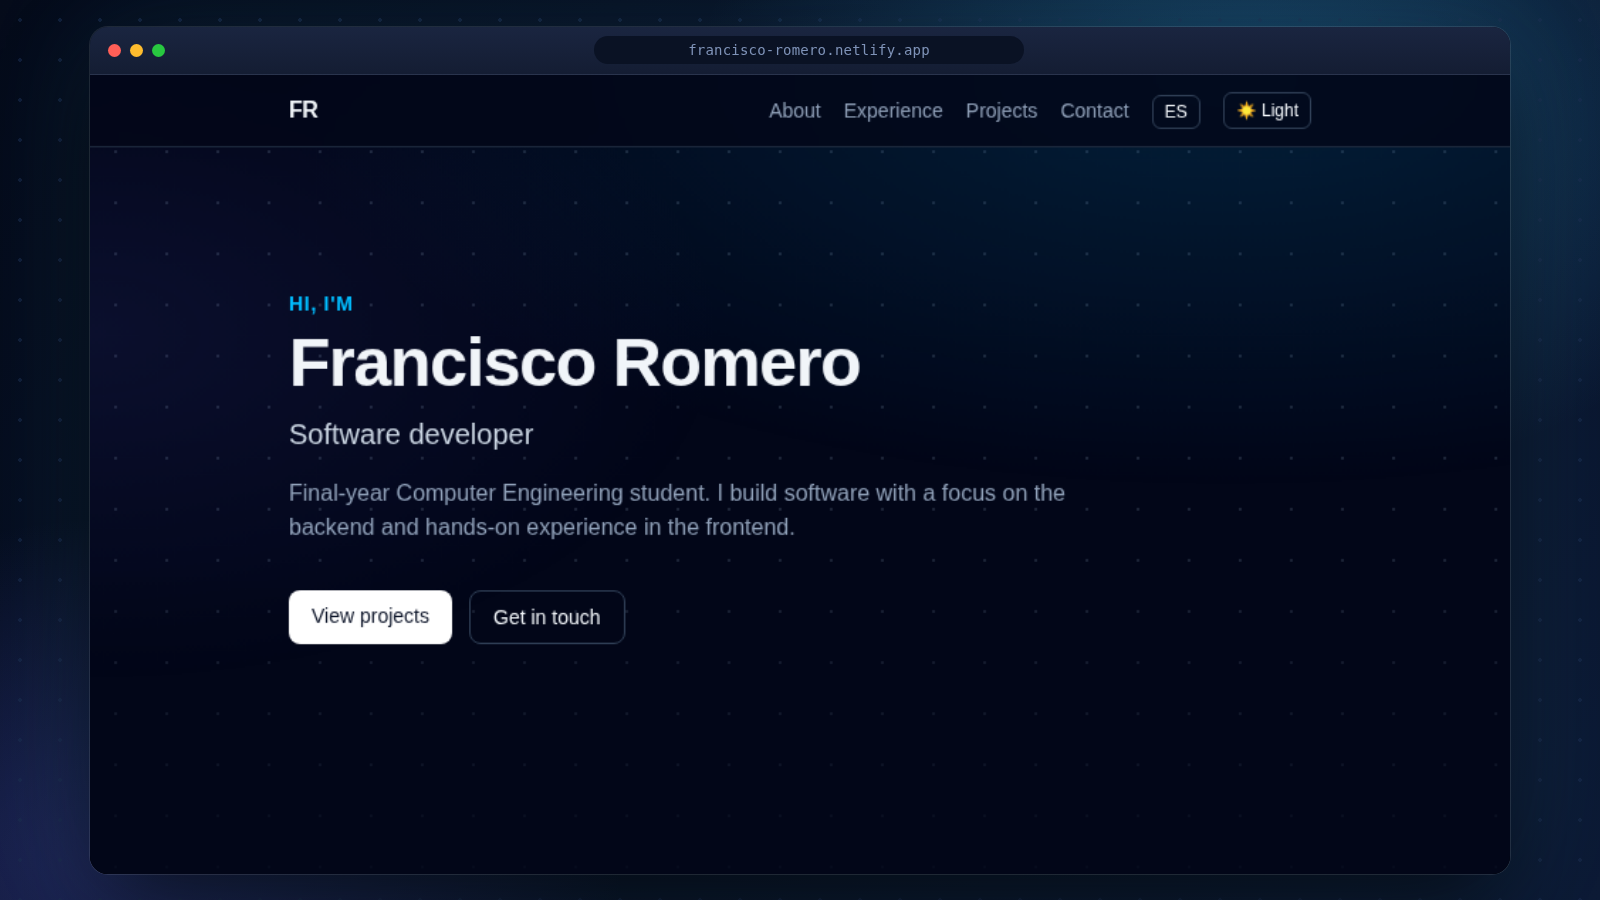 francisco-romero.netlify.app
FR
About Experience Projects Contact ES ☀️ Light
HI, I'M
Francisco Romero
Software developer
Final-year Computer Engineering student. I build software with a focus on the
backend and hands-on experience in the frontend.
View projects Get in touch